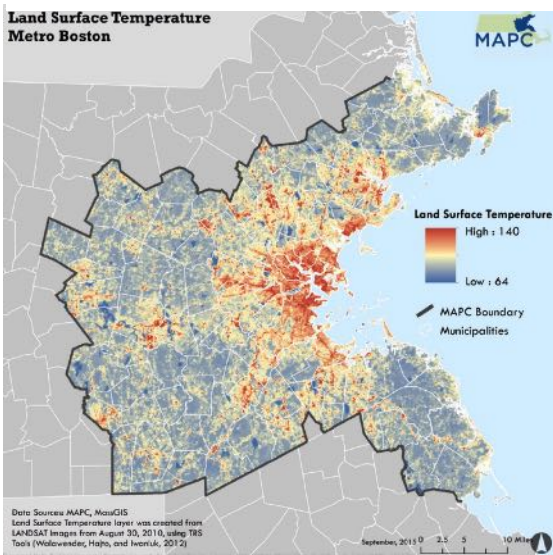 Land Surface Temperature
Metro Boston
MAPC
Land Surface Temperature
High : 140
Low : 64
MAPC Boundary
Municipalities
Data Sources: MAPC, MassGIS
Land Surface Temperature layer was created from
LANDSAT Images from August 30, 2010, using TRS
Tools (Walawender, Hajto, and Iwaniuk, 2012)
September, 2015
0 2.5 5 10 Miles